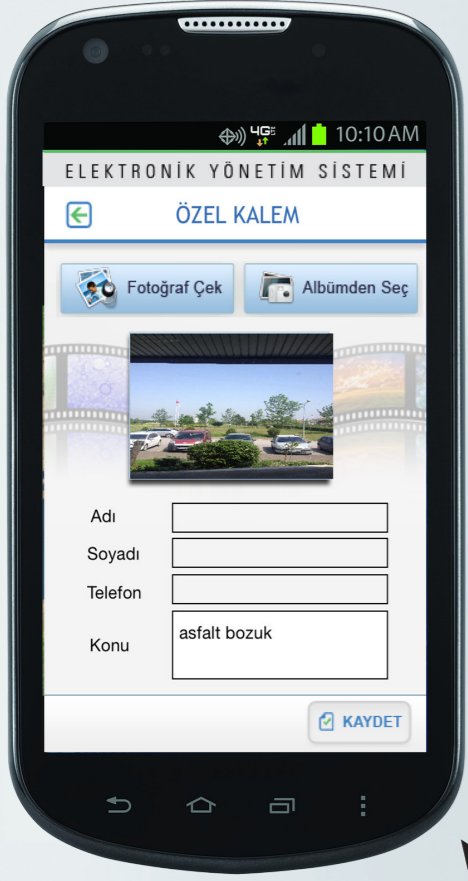 4G LTE 10:10 AM
ELEKTRONİK YÖNETİM SİSTEMİ
ÖZEL KALEM
Fotoğraf Çek Albümden Seç
Adı
Soyadı
Telefon
Konu asfalt bozuk
KAYDET